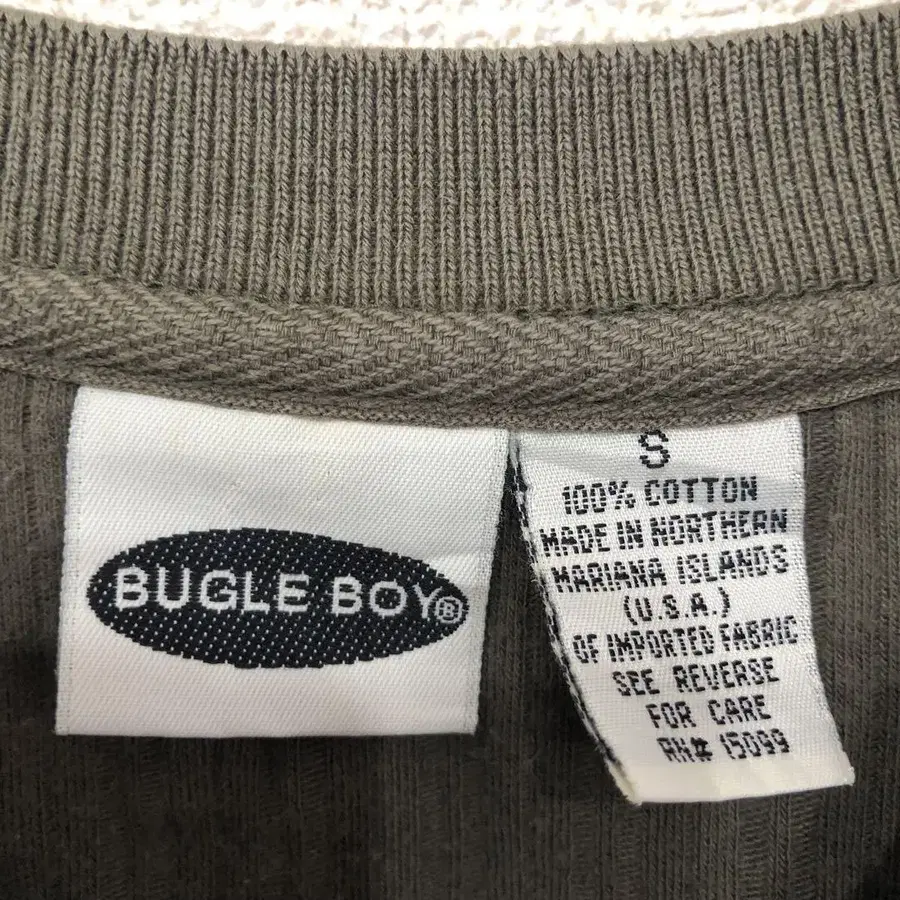 BUGLE BOY®
S
100% COTTON
MADE IN NORTHERN
MARIANA ISLANDS
(U.S.A.)
OF IMPORTED FABRIC
SEE REVERSE
FOR CARE
RN# 15099